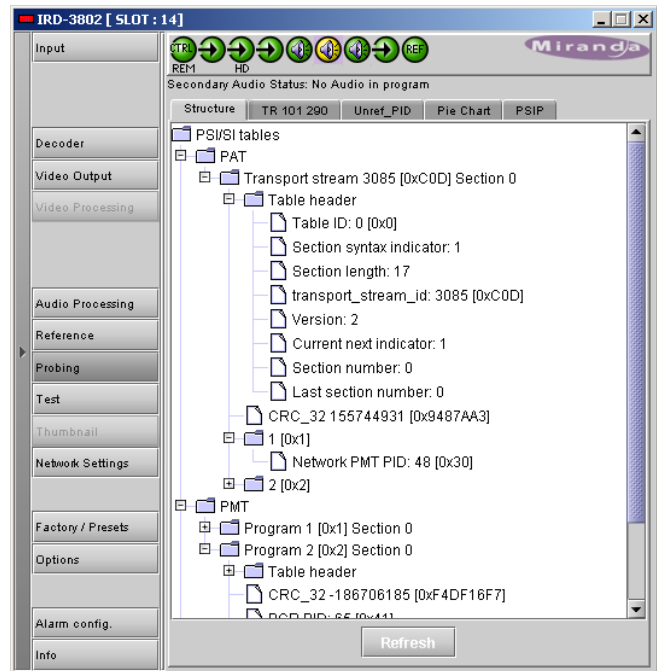 IRD-3802 [ SLOT : 14]
Input
Decoder
Video Output
Video Processing
Audio Processing
Reference
Probing
Test
Thumbnail
Network Settings
Factory / Presets
Options
Alarm config.
Info
CTRL
REF
REM
HD
Miranda
Secondary Audio Status: No Audio in program
Structure
TR 101 290
Unref_PID
Pie Chart
PSIP
PSI/SI tables
PAT
Transport stream 3085 [0xC0D] Section 0
Table header
Table ID: 0 [0x0]
Section syntax indicator: 1
Section length: 17
transport_stream_id: 3085 [0xC0D]
Version: 2
Current next indicator: 1
Section number: 0
Last section number: 0
CRC_32 155744931 [0x9487AA3]
1 [0x1]
Network PMT PID: 48 [0x30]
2 [0x2]
PMT
Program 1 [0x1] Section 0
Program 2 [0x2] Section 0
Table header
CRC_32 -186706185 [0xF4DF16F7]
PCR PID: 65 [0x41]
Refresh